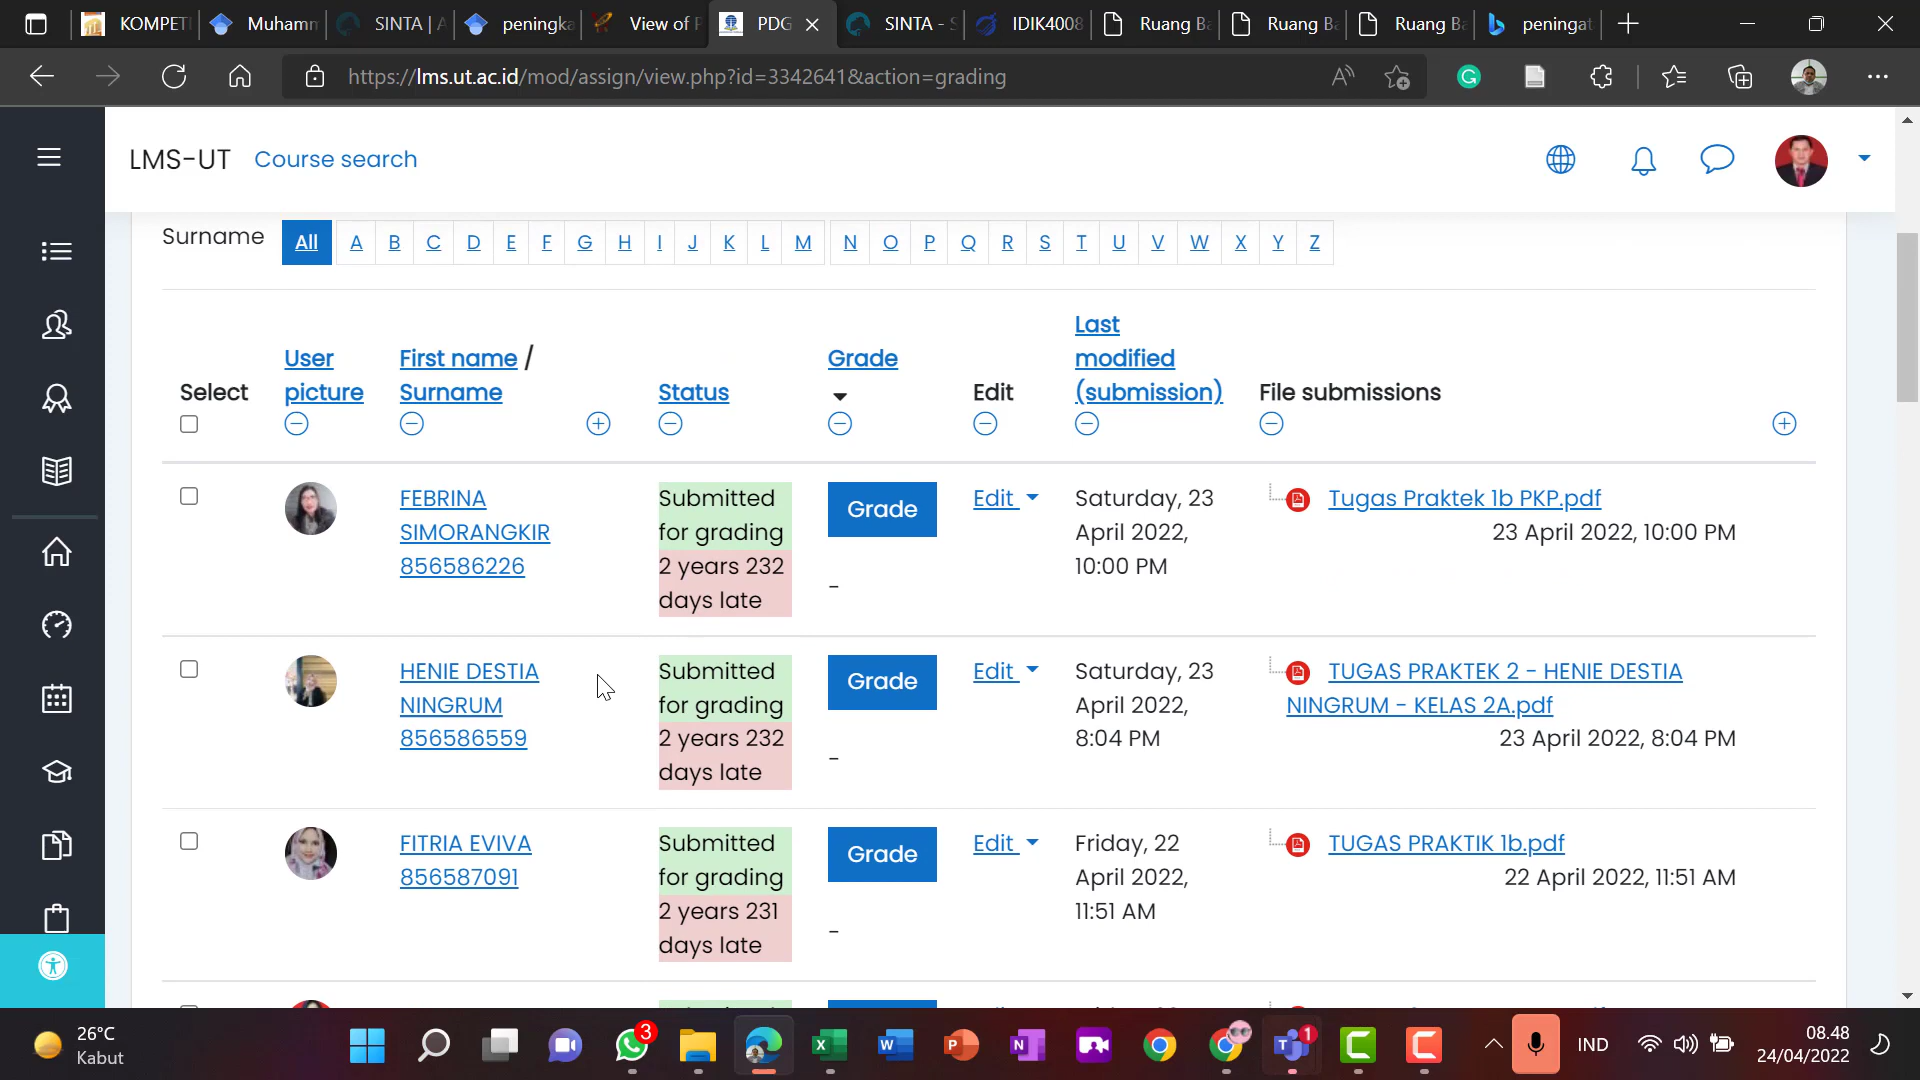 KOMPETI
Muhamm
SINTA | A
peningka
View of P
PDG
SINTA - S
IDIK4008
Ruang Ba
Ruang Ba
Ruang Ba
peningat
https://lms.ut.ac.id/mod/assign/view.php?id=3342641&action=grading
LMS-UT Course search
Surname All A B C D E F G H I J K L M N O P Q R S T U V W X Y Z
Select
User picture
First name / Surname
Status
Grade
Edit
Last modified (submission)
File submissions
FEBRINA
SIMORANGKIR
856586226
Submitted
for grading
2 years 232
days late
Grade
-
Edit
Saturday, 23
April 2022,
10:00 PM
Tugas Praktek 1b PKP.pdf
23 April 2022, 10:00 PM
HENIE DESTIA
NINGRUM
856586559
Submitted
for grading
2 years 232
days late
Grade
-
Edit
Saturday, 23
April 2022,
8:04 PM
TUGAS PRAKTEK 2 - HENIE DESTIA
NINGRUM - KELAS 2A.pdf
23 April 2022, 8:04 PM
FITRIA EVIVA
856587091
Submitted
for grading
2 years 231
days late
Grade
-
Edit
Friday, 22
April 2022,
11:51 AM
TUGAS PRAKTIK 1b.pdf
22 April 2022, 11:51 AM
26°C
Kabut
3
1
IND
08.48
24/04/2022